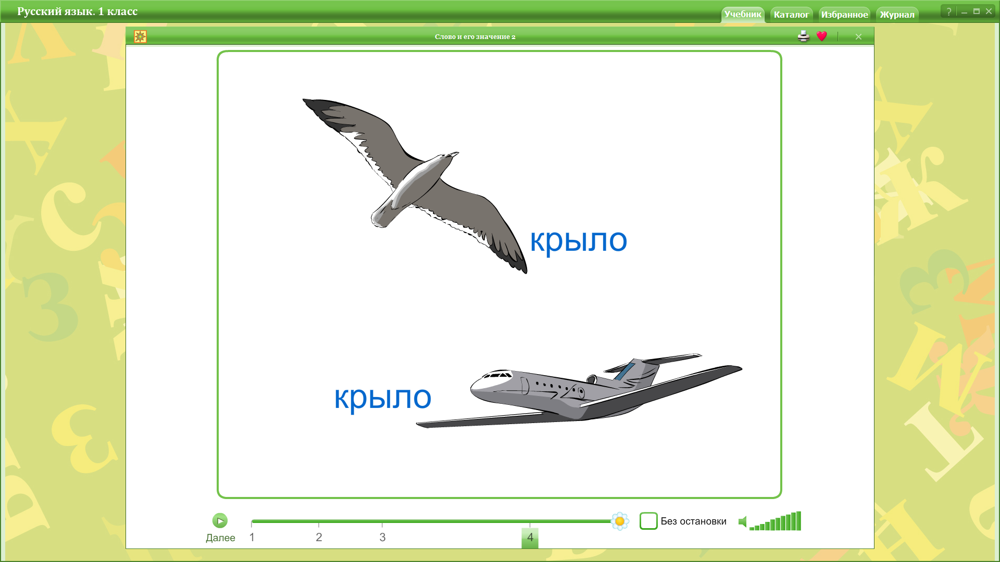 Русский язык. 1 класс
Учебник
Каталог
Избранное
Журнал
?
Слово и его значение 2
крыло
крыло
Далее
1
2
3
4
Без остановки